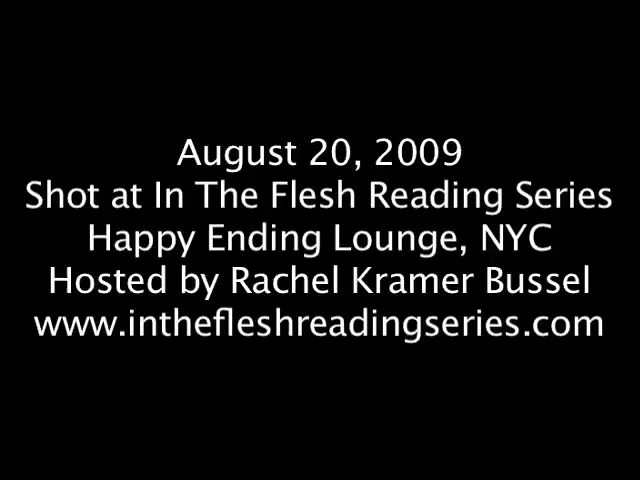 August 20, 2009
Shot at In The Flesh Reading Series
Happy Ending Lounge, NYC
Hosted by Rachel Kramer Bussel
www.inthefleshreadingseries.com